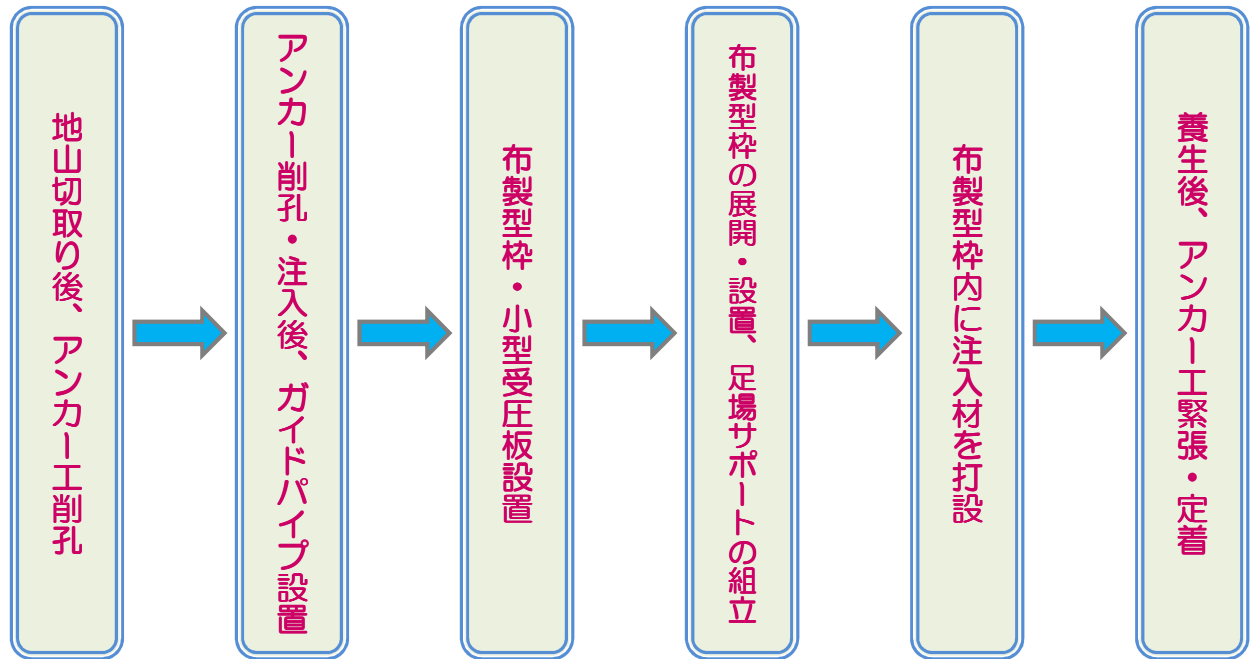 地山切取り後、アンカー工削孔
アンカー削孔・注入後、ガイドパイプ設置
布製型枠・小型受圧板設置
布製型枠の展開・設置、足場サポートの組立
布製型枠内に注入材を打設
養生後、アンカー工緊張・定着